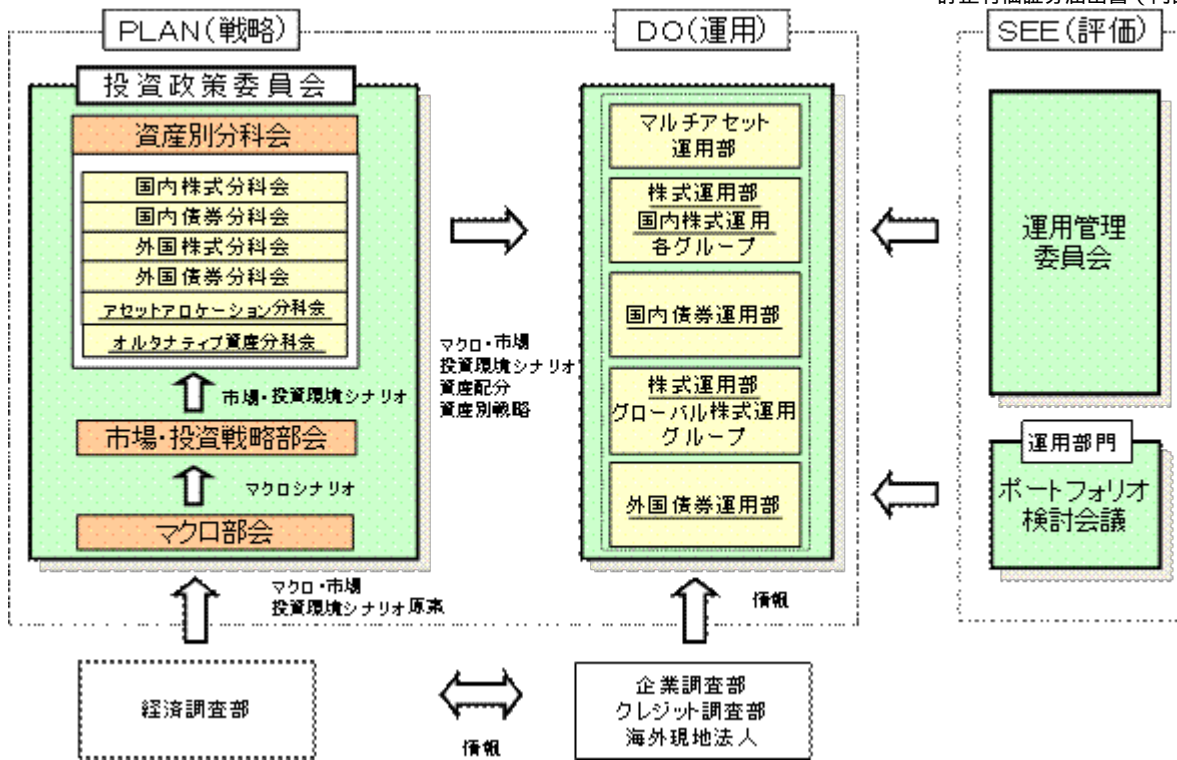 PLAN(戦略)
投資政策委員会
資産別分科会
国内株式分科会
国内債券分科会
外国株式分科会
外国債券分科会
アセットアロケーション分科会
オルタナティブ資産分科会
市場・投資環境シナリオ
市場・投資戦略部会
マクロシナリオ
マクロ部会
マクロ・市場
投資環境シナリオ原案
経済調査部
マクロ・市場
投資環境シナリオ
資産配分
資産別戦略
情報
DO(運用)
マルチアセット
運用部
株式運用部
国内株式運用
各グループ
国内債券運用部
株式運用部
グローバル株式運用
グループ
外国債券運用部
情報
企業調査部
クレジット調査部
海外現地法人
SEE(評価)
運用管理
委員会
運用部門
ポートフォリオ
検討会議